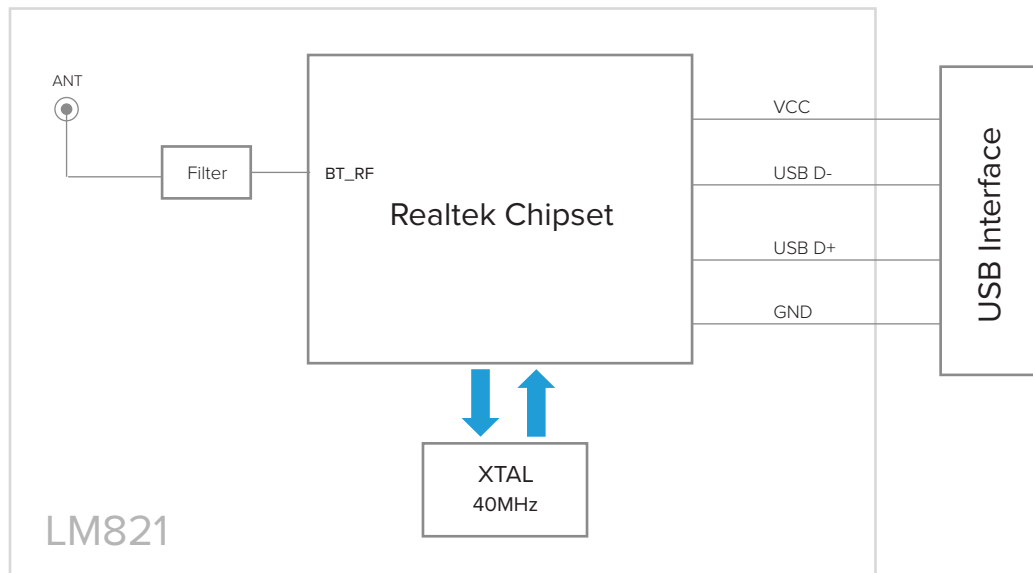 ANT
Filter
BT_RF
Realtek Chipset
VCC
USB D-
USB D+
GND
USB Interface
XTAL
40MHz
LM821